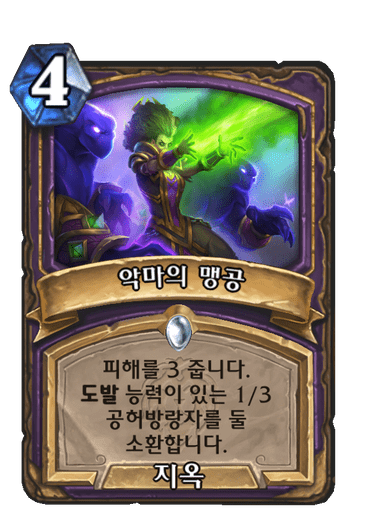 4
악마의 맹공
피해를 3 줍니다.
도발 능력이 있는 1/3
공허방랑자를 둘
소환합니다.
지옥